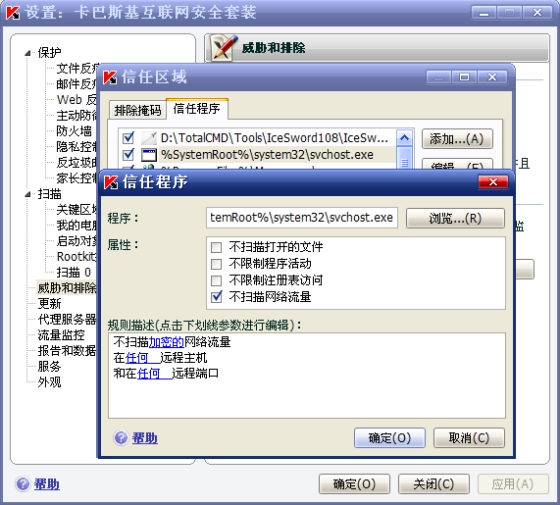 设置：卡巴斯基互联网安全套装
保护
文件反
邮件反
Web 反
主动防
防火墙
隐私控
反垃圾
家长控
扫描
关键区
我的电
启动对
Rootkit
扫描 0
威胁和排除
更新
代理服务器
流量监控
报告和数据
服务
外观
威胁和排除
信任区域
排除掩码 信任程序
D:\TotalCMD\Tools\IceSword108\IceSw...
%SystemRoot%\system32\svchost.exe
添加...(A)
且
监
信任程序
程序：
temRoot%\system32\svchost.exe
浏览...(R)
属性：
不扫描打开的文件
不限制程序活动
不限制注册表访问
不扫描网络流量
规则描述(点击下划线参数进行编辑)：
不扫描加密的网络流量
在任何 远程主机
和在任何 远程端口
帮助
确定(O)
取消(C)
帮助
确定(O)
关闭(C)
应用(A)